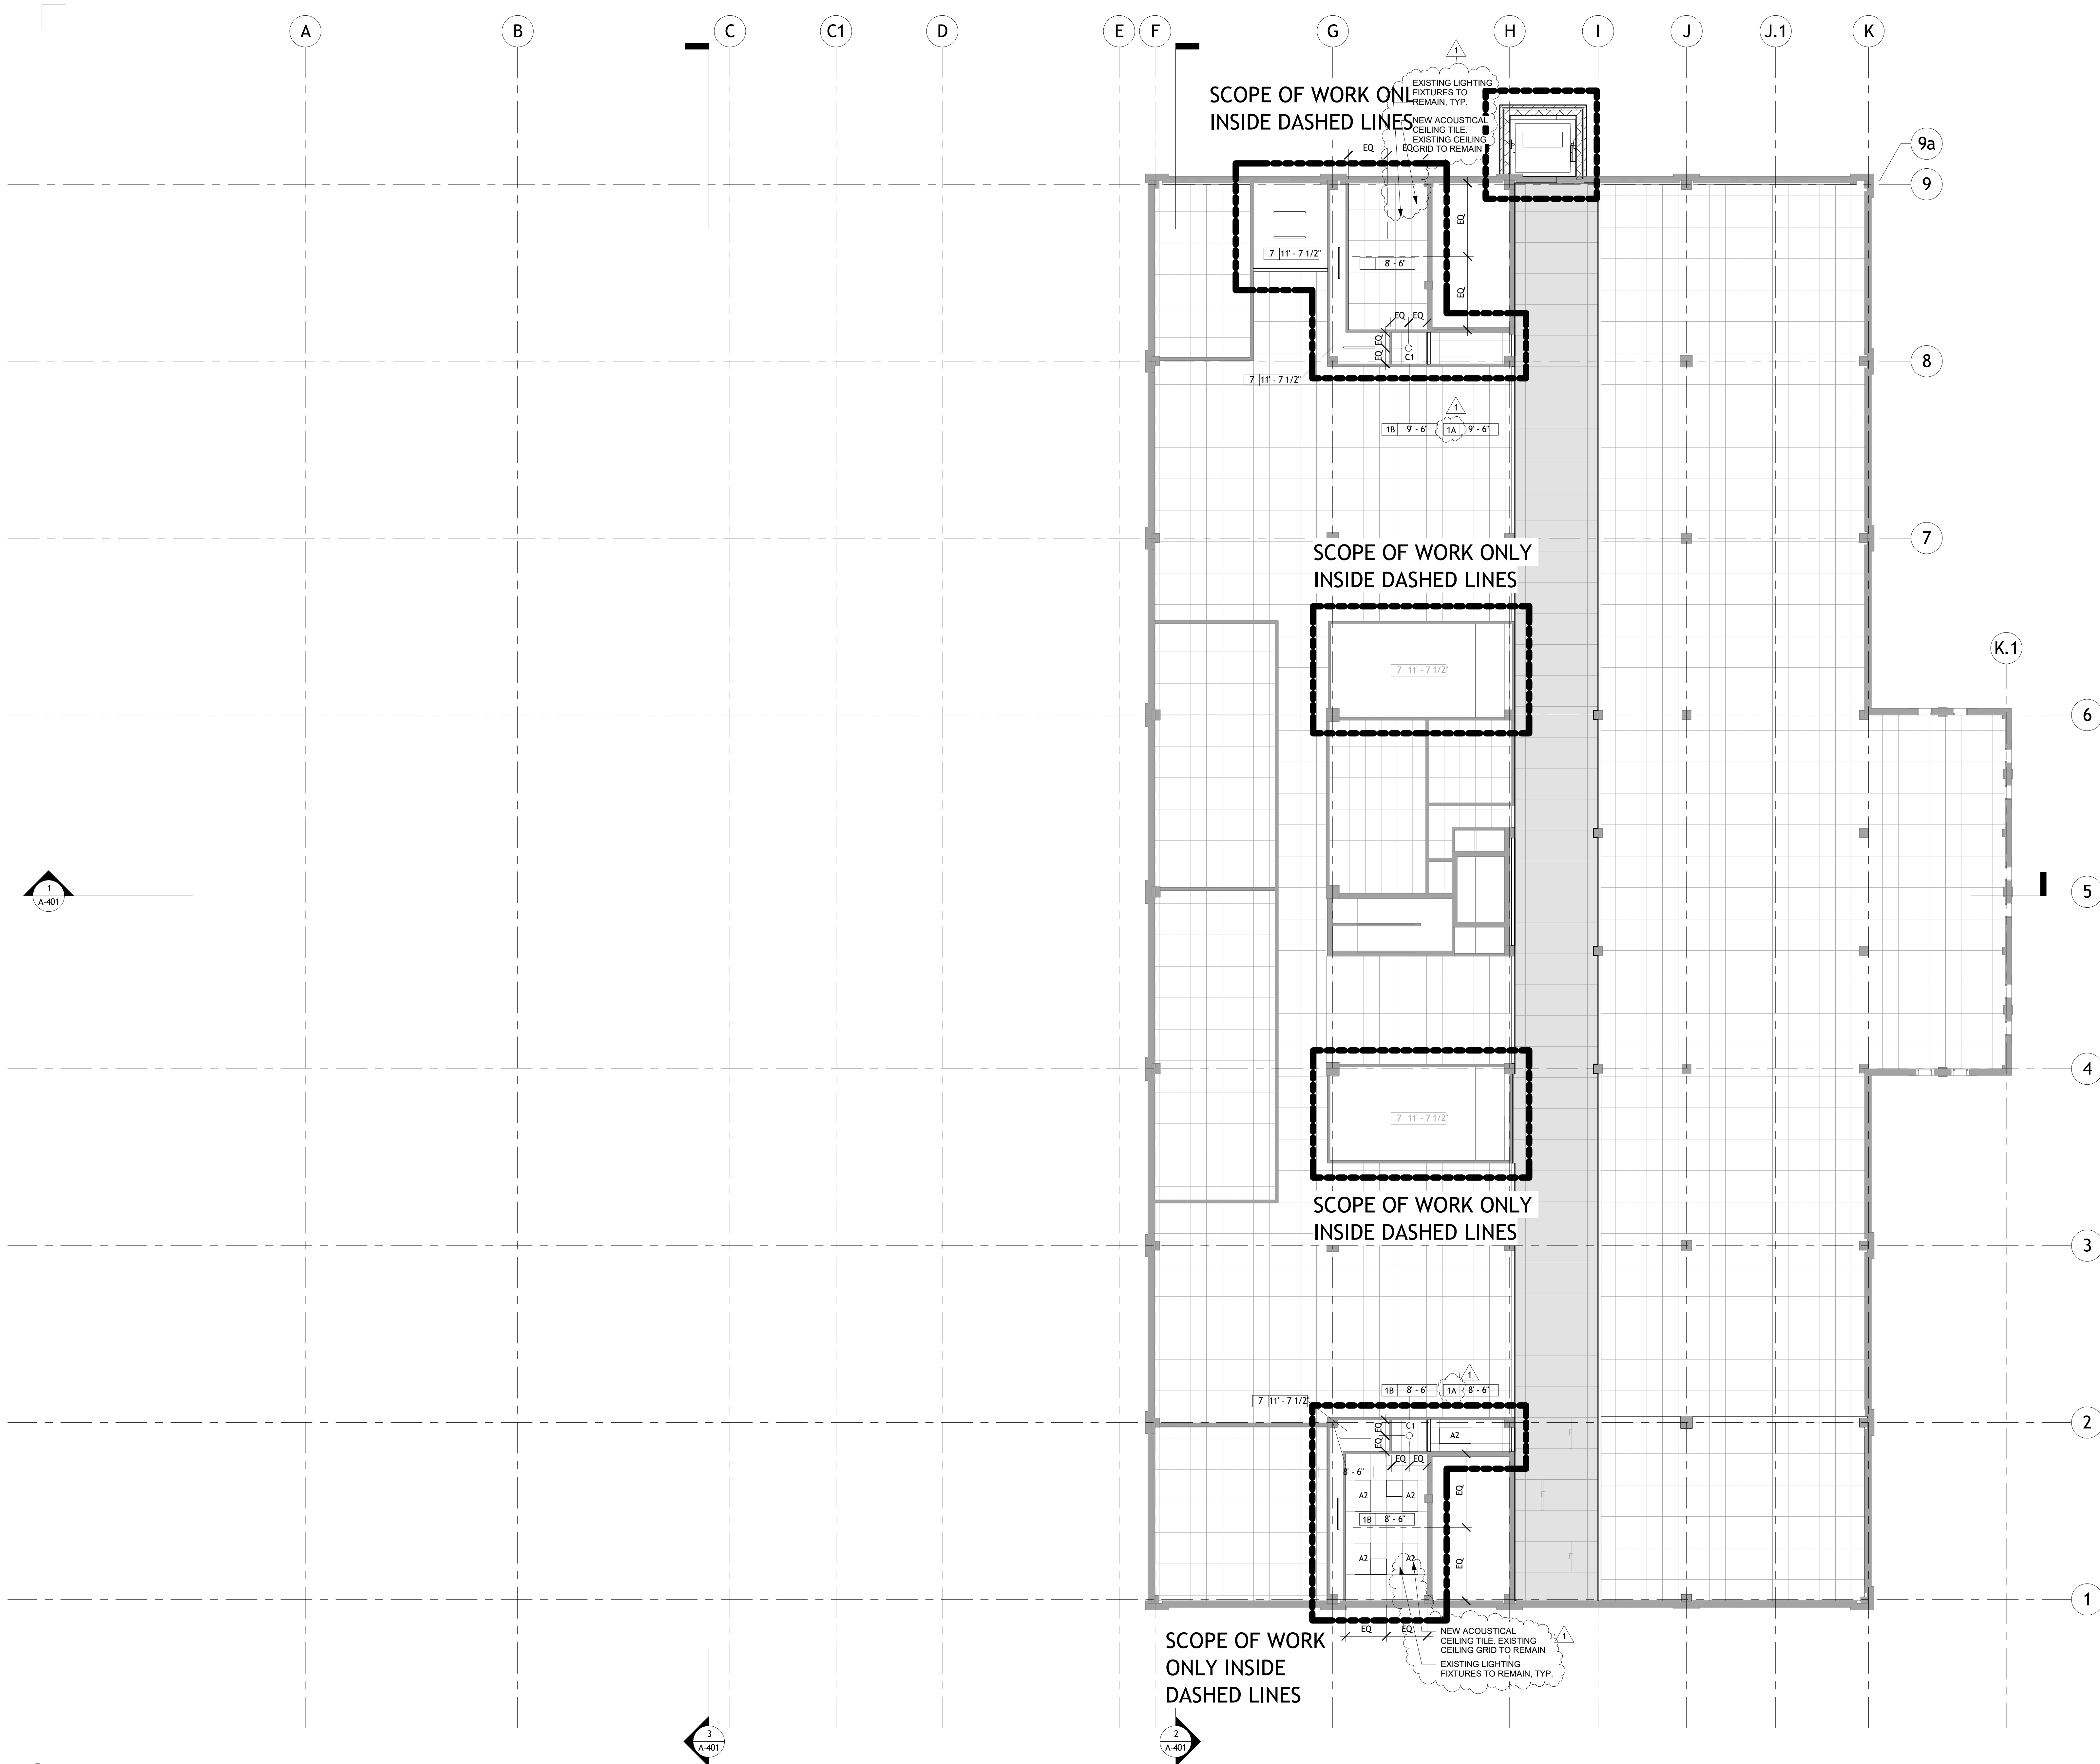 A
B
C
C1
D
E
F
G
H
I
J
J.1
K
1
EXISTING LIGHTING
FIXTURES TO
REMAIN, TYP.
SCOPE OF WORK ONL
INSIDE DASHED LINES
NEW ACOUSTICAL
CEILING TILE.
EXISTING CEILING
GRID TO REMAIN
EQ
EQ
9a
9
EQ
7
11' - 7 1/2"
8' - 6"
EQ
EQ
EQ
EQ
EQ
C1
8
7
11' - 7 1/2"
1
1B
9' - 6"
1A
9' - 6"
7
SCOPE OF WORK ONLY
INSIDE DASHED LINES
K.1
7
11' - 7 1/2"
6
1
A-401
5
4
7
11' - 7 1/2"
SCOPE OF WORK ONLY
INSIDE DASHED LINES
3
1
1B
8' - 6"
1A
8' - 6"
7
11' - 7 1/2"
2
C1
EQ
EQ
A2
EQ
EQ
8' - 6"
A2
A2
EQ
1B
8' - 6"
A2
A2
EQ
1
EQ
EQ
NEW ACOUSTICAL
CEILING TILE. EXISTING
CEILING GRID TO REMAIN
1
EXISTING LIGHTING
FIXTURES TO REMAIN, TYP.
SCOPE OF WORK
ONLY INSIDE
DASHED LINES
3
A-401
2
A-401